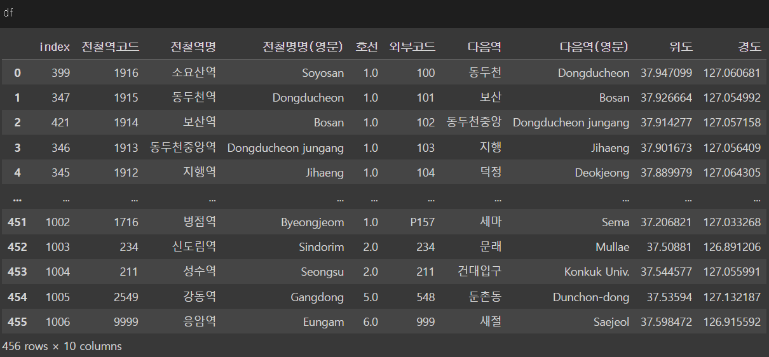 df
index 전철역코드 전철역명 전철명명(영문) 호선 외부코드 다음역 다음역(영문) 위도 경도
0 399 1916 소요산역 Soyosan 1.0 100 동두천 Dongducheon 37.947099 127.060681
1 347 1915 동두천역 Dongducheon 1.0 101 보산 Bosan 37.926664 127.054992
2 421 1914 보산역 Bosan 1.0 102 동두천중앙 Dongducheon jungang 37.914277 127.057158
3 346 1913 동두천중앙역 Dongducheon jungang 1.0 103 지행 Jihaeng 37.901673 127.056409
4 345 1912 지행역 Jihaeng 1.0 104 덕정 Deokjeong 37.889979 127.064305
... ... ... ... ... ... ... ... ... ... ...
451 1002 1716 병점역 Byeongjeom 1.0 P157 세마 Sema 37.206821 127.033268
452 1003 234 신도림역 Sindorim 2.0 234 문래 Mullae 37.50881 126.891206
453 1004 211 성수역 Seongsu 2.0 211 건대입구 Konkuk Univ. 37.544577 127.055991
454 1005 2549 강동역 Gangdong 5.0 548 둔촌동 Dunchon-dong 37.53594 127.132187
455 1006 9999 응암역 Eungam 6.0 999 새절 Saejeol 37.598472 126.915592
456 rows × 10 columns